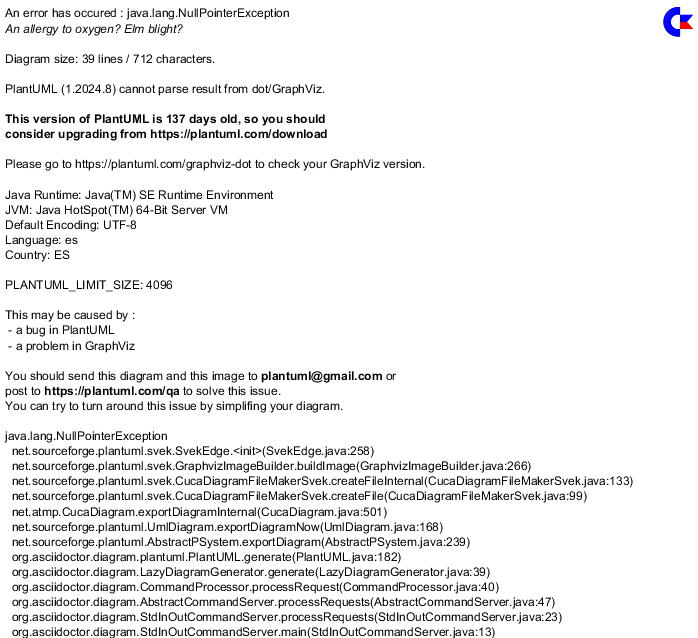 An error has occured : java.lang.NullPointerException
An allergy to oxygen? Elm blight?
Diagram size: 39 lines / 712 characters.
PlantUML (1.2024.8) cannot parse result from dot/GraphViz.
This version of PlantUML is 137 days old, so you should
consider upgrading from https://plantuml.com/download
Please go to https://plantuml.com/graphviz-dot to check your GraphViz version.
Java Runtime: Java(TM) SE Runtime Environment
JVM: Java HotSpot(TM) 64-Bit Server VM
Default Encoding: UTF-8
Language: es
Country: ES
PLANTUML_LIMIT_SIZE: 4096
This may be caused by :
- a bug in PlantUML
- a problem in GraphViz
You should send this diagram and this image to plantuml@gmail.com or
post to https://plantuml.com/qa to solve this issue.
You can try to turn around this issue by simplifing your diagram.
java.lang.NullPointerException
net.sourceforge.plantuml.svek.SvekEdge.<init>(SvekEdge.java:258)
net.sourceforge.plantuml.svek.GraphvizImageBuilder.buildImage(GraphvizImageBuilder.java:266)
net.sourceforge.plantuml.svek.CucaDiagramFileMakerSvek.createFileInternal(CucaDiagramFileMakerSvek.java:133)
net.sourceforge.plantuml.svek.CucaDiagramFileMakerSvek.createFile(CucaDiagramFileMakerSvek.java:99)
net.atmp.CucaDiagram.exportDiagramInternal(CucaDiagram.java:501)
net.sourceforge.plantuml.UmlDiagram.exportDiagramNow(UmlDiagram.java:168)
net.sourceforge.plantuml.AbstractPSystem.exportDiagram(AbstractPSystem.java:239)
org.asciidoctor.diagram.plantuml.PlantUML.generate(PlantUML.java:182)
org.asciidoctor.diagram.LazyDiagramGenerator.generate(LazyDiagramGenerator.java:39)
org.asciidoctor.diagram.CommandProcessor.processRequest(CommandProcessor.java:40)
org.asciidoctor.diagram.AbstractCommandServer.processRequests(AbstractCommandServer.java:47)
org.asciidoctor.diagram.StdInOutCommandServer.processRequests(StdInOutCommandServer.java:23)
org.asciidoctor.diagram.StdInOutCommandServer.main(StdInOutCommandServer.java:13)